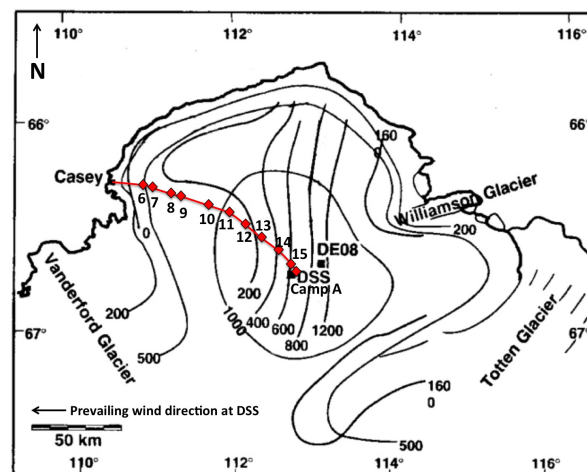 110° 112° 114° 116°
N
66° 66°
160
0
Casey
6 7 8 9 10 11 12 13 14 15
Williamson Glacier
200
0
DE08
DSS
Camp A
Vanderford Glacier
200
1000 400 600 800 1200
200
500
67° 67°
Totten Glacier
160
0
500
Prevailing wind direction at DSS
50 km
110° 112° 114° 116°